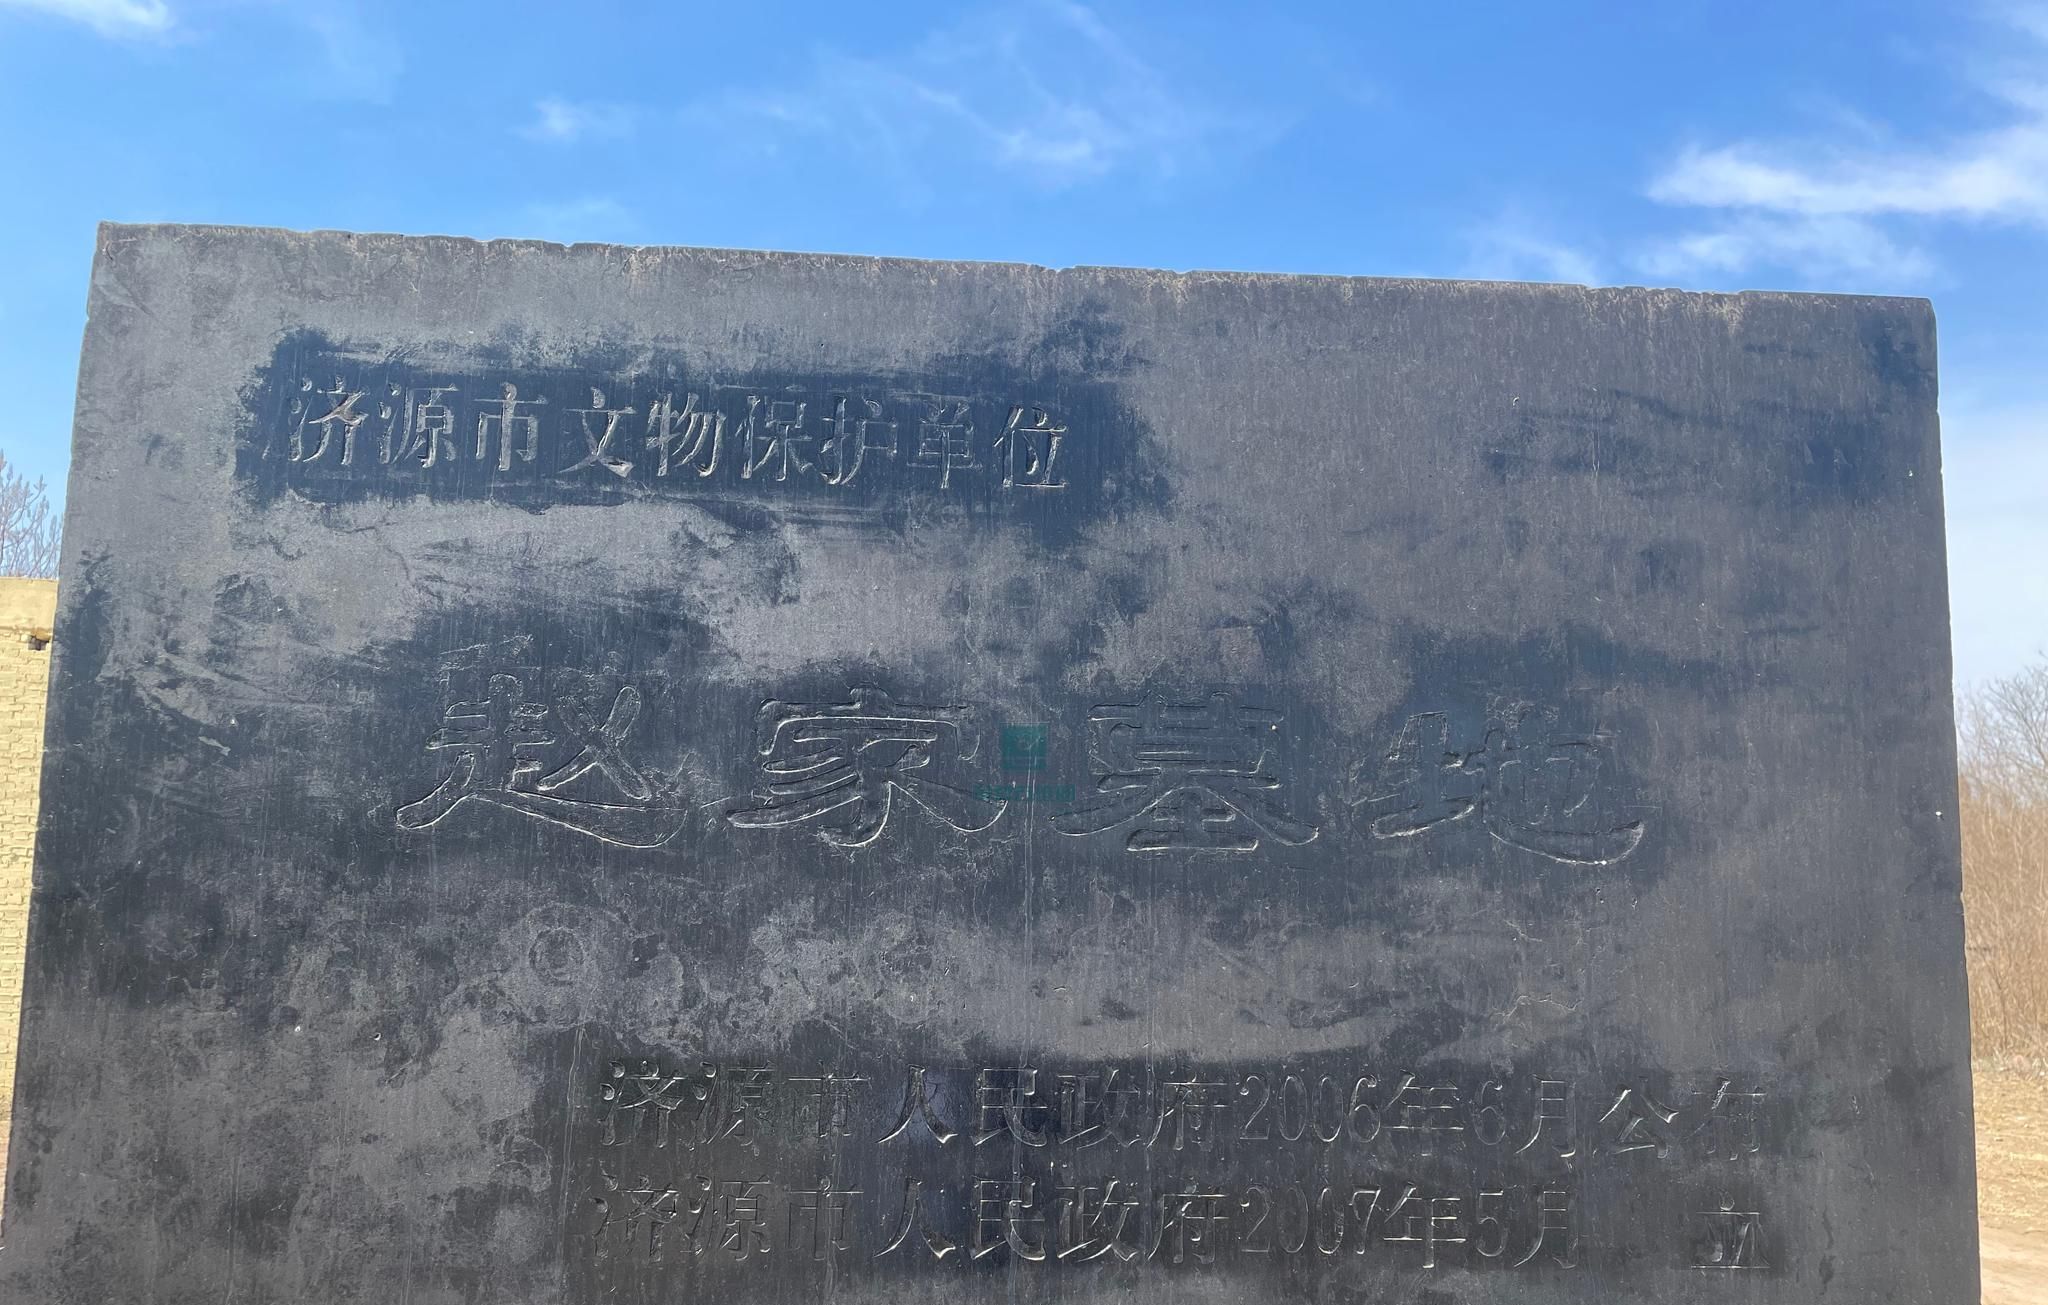 济源市文物保护单位
赵家墓地
济源市人民政府2006年6月公布
济源市人民政府2007年5月 立